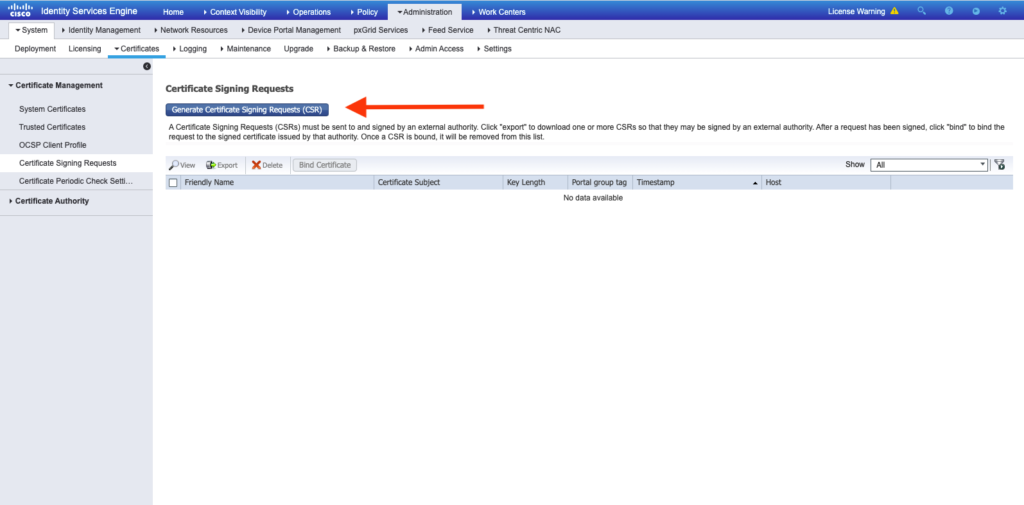 CISCO Identity Services Engine Home Context Visibility Operations Policy Administration Work Centers License Warning
System Identity Management Network Resources Device Portal Management pxGrid Services Feed Service Threat Centric NAC
Deployment Licensing Certificates Logging Maintenance Upgrade Backup & Restore Admin Access Settings
Certificate Management
System Certificates
Trusted Certificates
OCSP Client Profile
Certificate Signing Requests
Certificate Periodic Check Setti...
Certificate Authority
Certificate Signing Requests
Generate Certificate Signing Requests (CSR)
A Certificate Signing Requests (CSRs) must be sent to and signed by an external authority. Click "export" to download one or more CSRs so that they may be signed by an external authority. After a request has been signed, click "bind" to bind the
request to the signed certificate issued by that authority. Once a CSR is bound, it will be removed from this list.
View Export Delete Bind Certificate Show All
Friendly Name Certificate Subject Key Length Portal group tag Timestamp Host
No data available